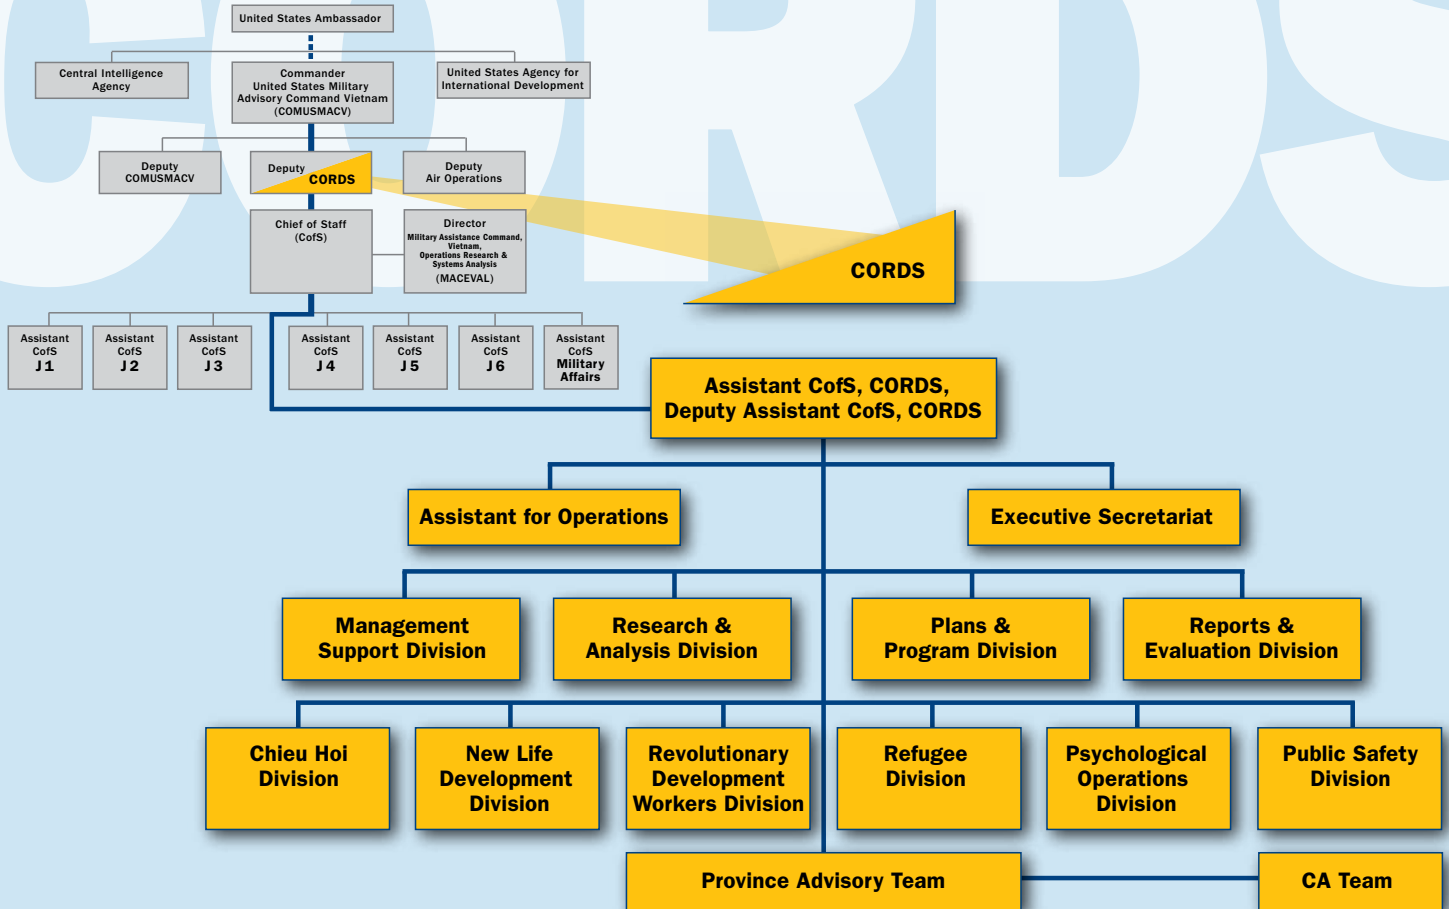 CORDS
United States Ambassador
Central Intelligence
Agency
Commander
United States Military
Advisory Command Vietnam
(COMUSMACV)
United States Agency for
International Development
Deputy
COMUSMACV
Deputy
CORDS
Deputy
Air Operations
Chief of Staff
(CofS)
Director
Military Assistance Command,
Vietnam,
Operations Research &
Systems Analysis
(MACEVAL)
CORDS
Assistant
CofS
J1
Assistant
CofS
J2
Assistant
CofS
J3
Assistant
CofS
J4
Assistant
CofS
J5
Assistant
CofS
J6
Assistant
CofS
Military
Affairs
Assistant CofS, CORDS,
Deputy Assistant CofS, CORDS
Assistant for Operations
Executive Secretariat
Management
Support Division
Research &
Analysis Division
Plans &
Program Division
Reports &
Evaluation Division
Chieu Hoi
Division
New Life
Development
Division
Revolutionary
Development
Workers Division
Refugee
Division
Psychological
Operations
Division
Public Safety
Division
Province Advisory Team
CA Team